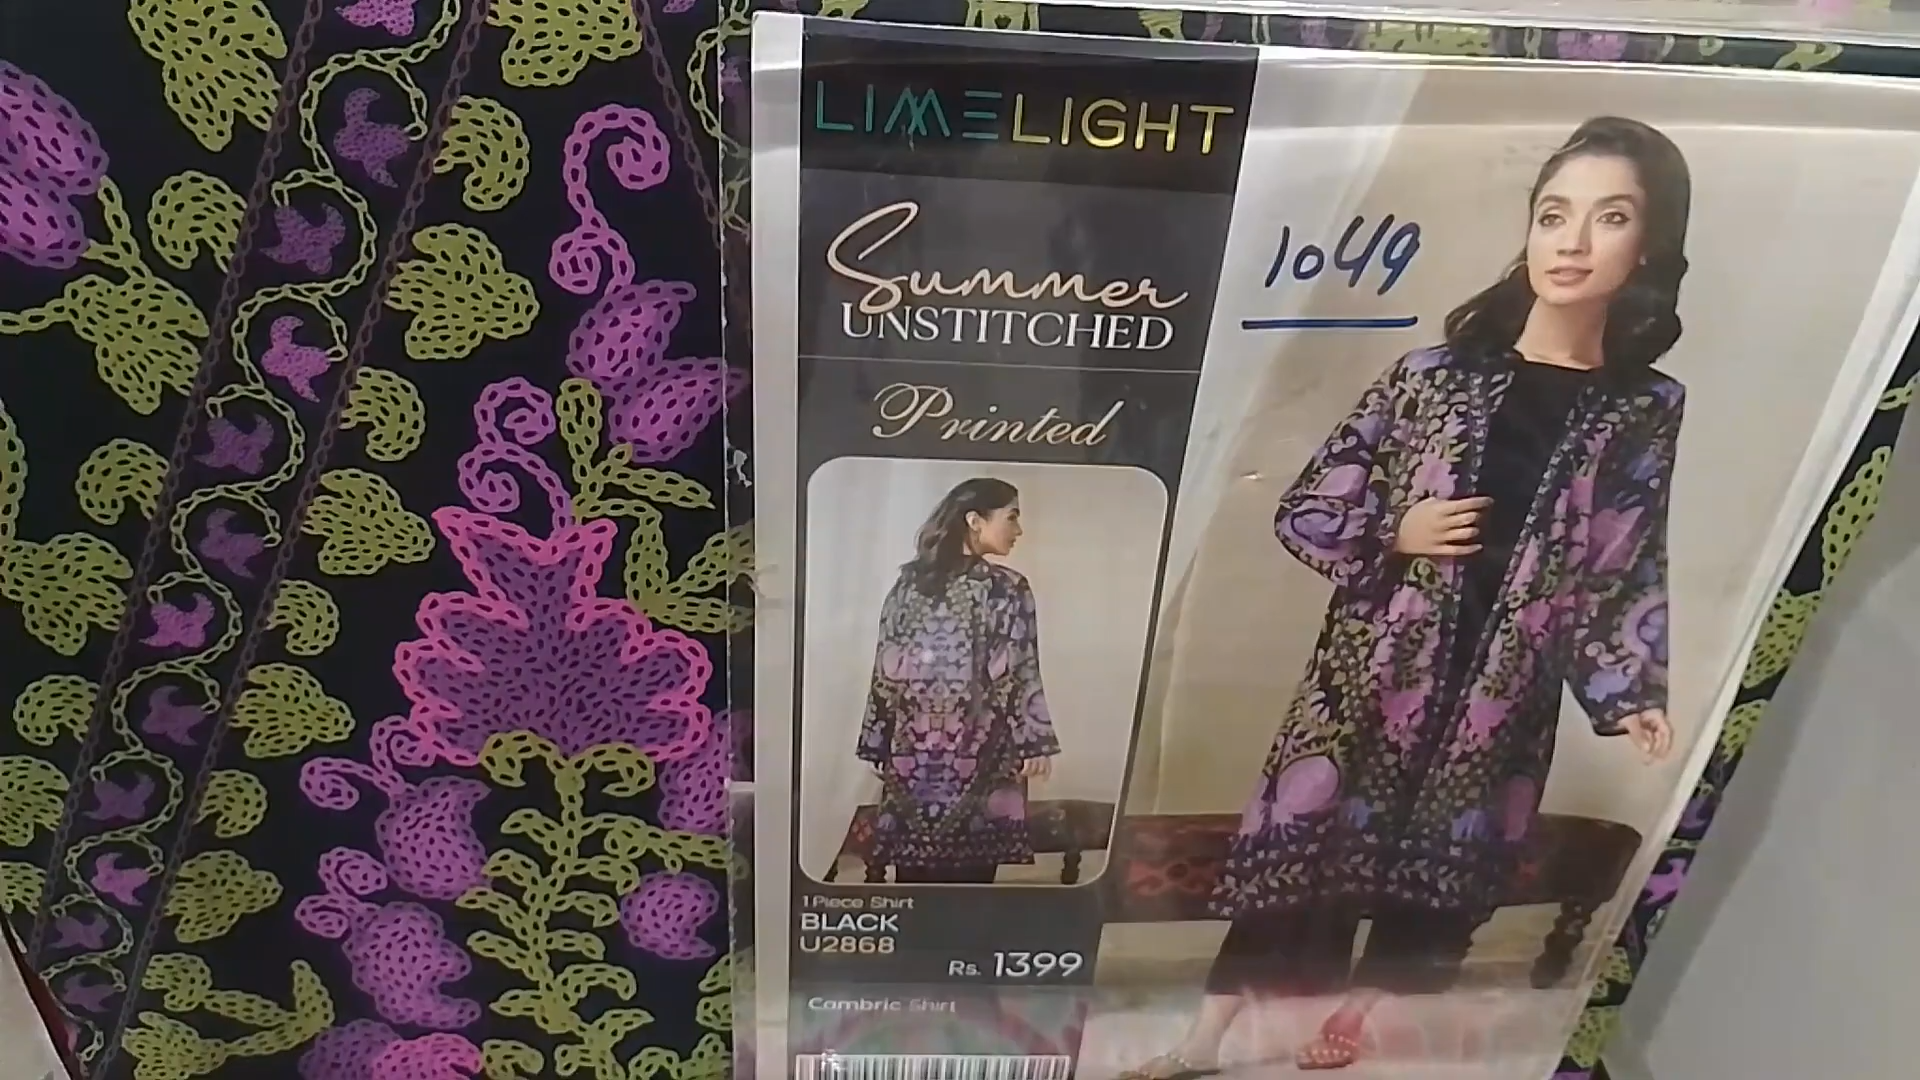 LIMELIGHT
1049
Summer
UNSTITCHED
Printed
1 Piece Shirt
BLACK
U2868
Rs. 1399
Cambric Shirt